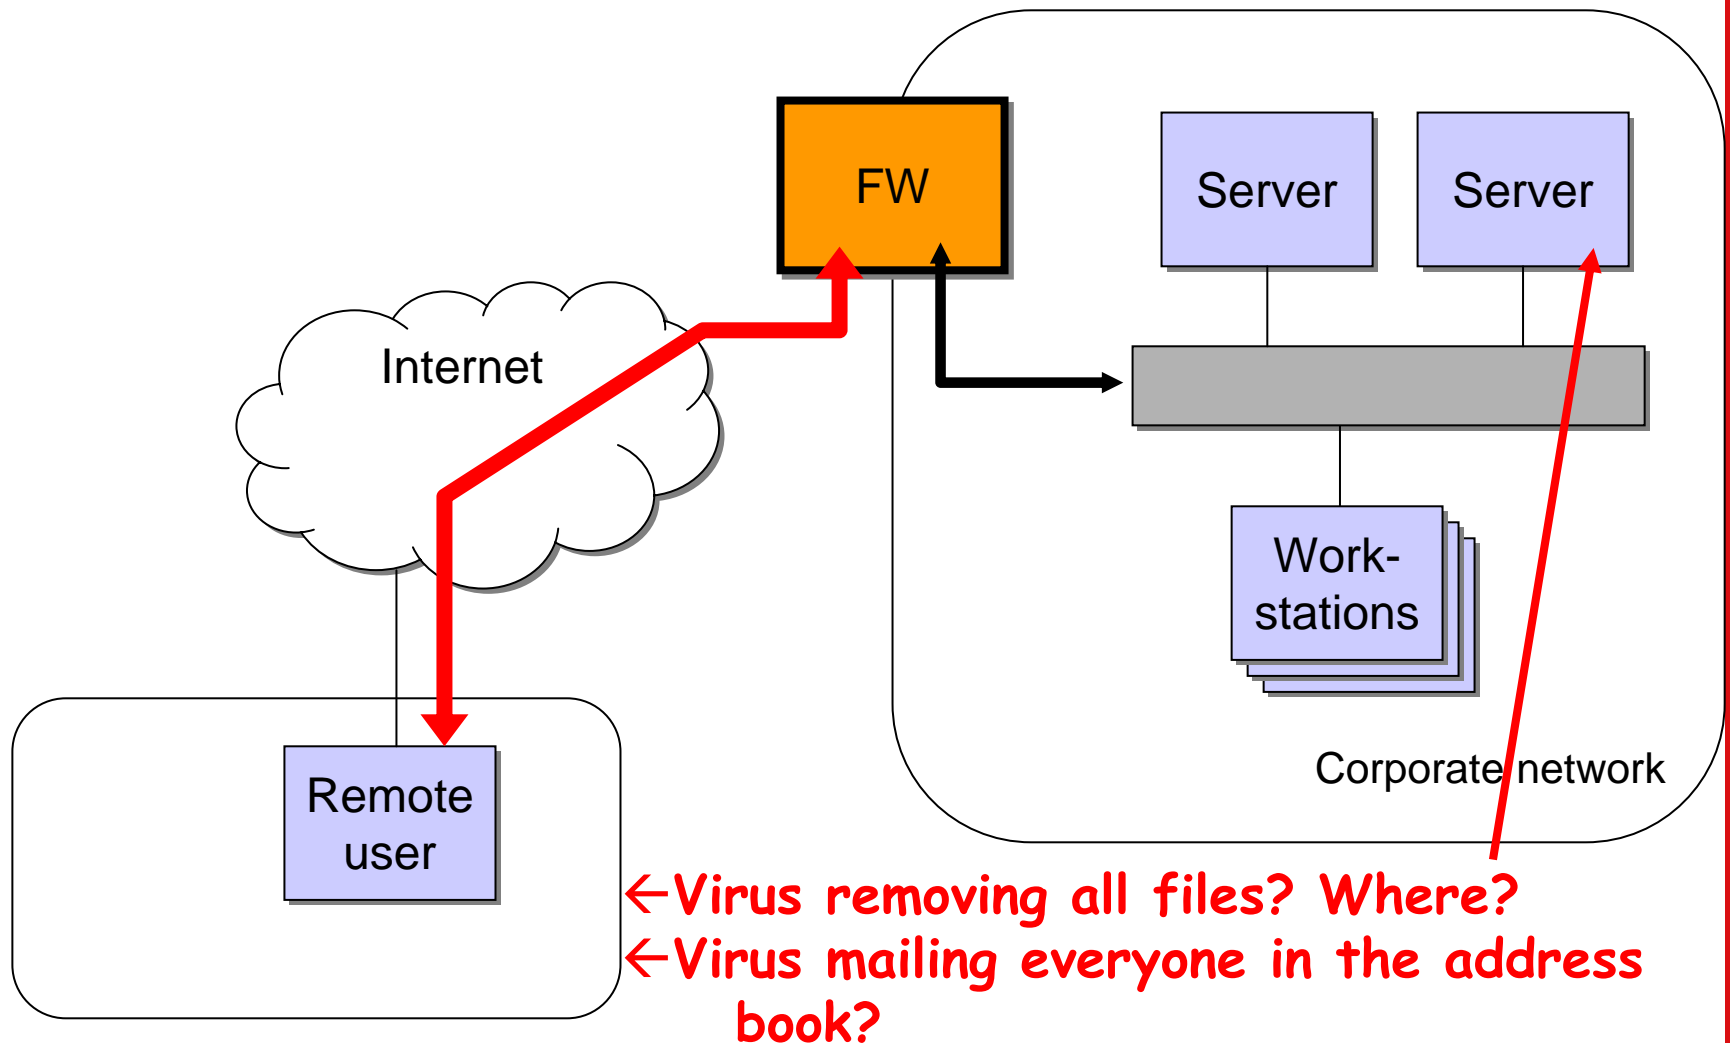 FW
Server
Server
Internet
Work-
stations
Corporate network
Remote
user
←Virus removing all files? Where?
←Virus mailing everyone in the address
book?